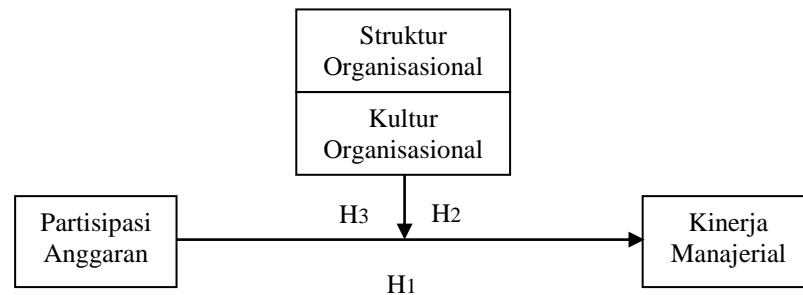 Struktur
Organisasional
Kultur
Organisasional
H3
H2
Partisipasi
Anggaran
Kinerja
Manajerial
H1